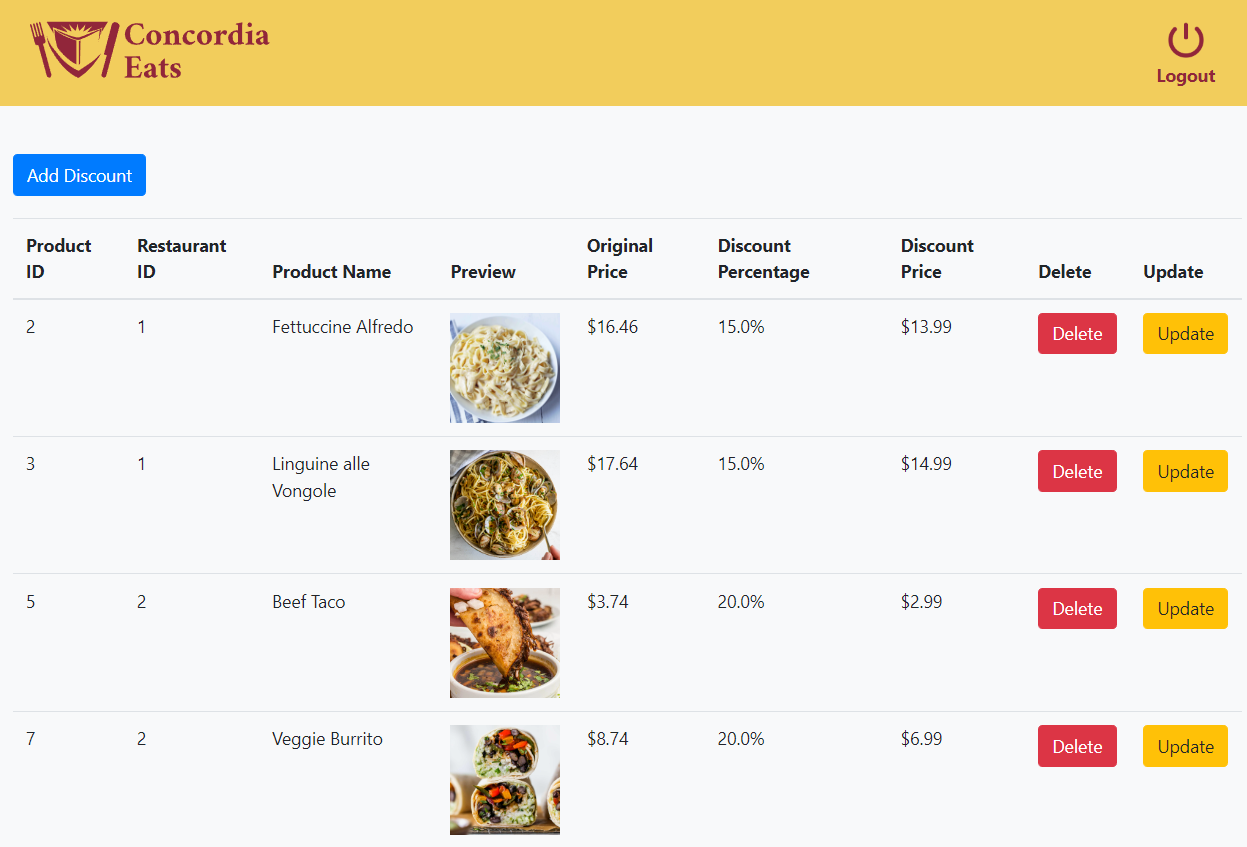 Concordia
Eats
Logout
Add Discount
Product ID Restaurant ID Product Name Preview Original Price Discount Percentage Discount Price Delete Update
2 1 Fettuccine Alfredo $16.46 15.0% $13.99 Delete Update
3 1 Linguine alle Vongole $17.64 15.0% $14.99 Delete Update
5 2 Beef Taco $3.74 20.0% $2.99 Delete Update
7 2 Veggie Burrito $8.74 20.0% $6.99 Delete Update